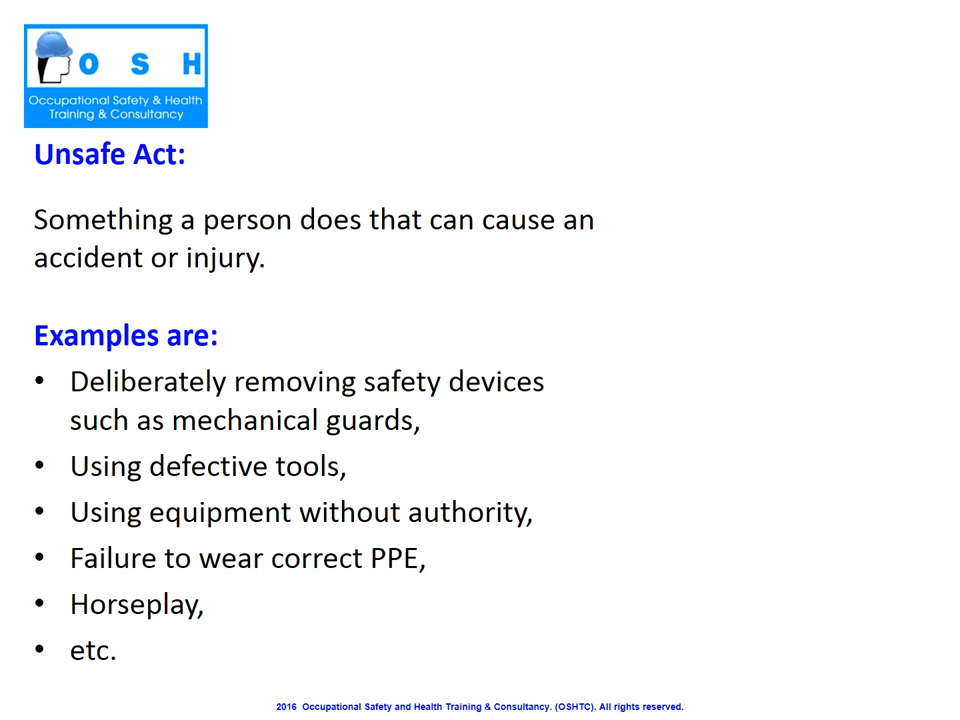 O S H
Occupational Safety & Health
Training & Consultancy
Unsafe Act:
Something a person does that can cause an
accident or injury.
Examples are:
• Deliberately removing safety devices
such as mechanical guards,
• Using defective tools,
• Using equipment without authority,
• Failure to wear correct PPE,
• Horseplay,
• etc.
2016 Occupational Safety and Health Training & Consultancy. (OSHTC). All rights reserved.